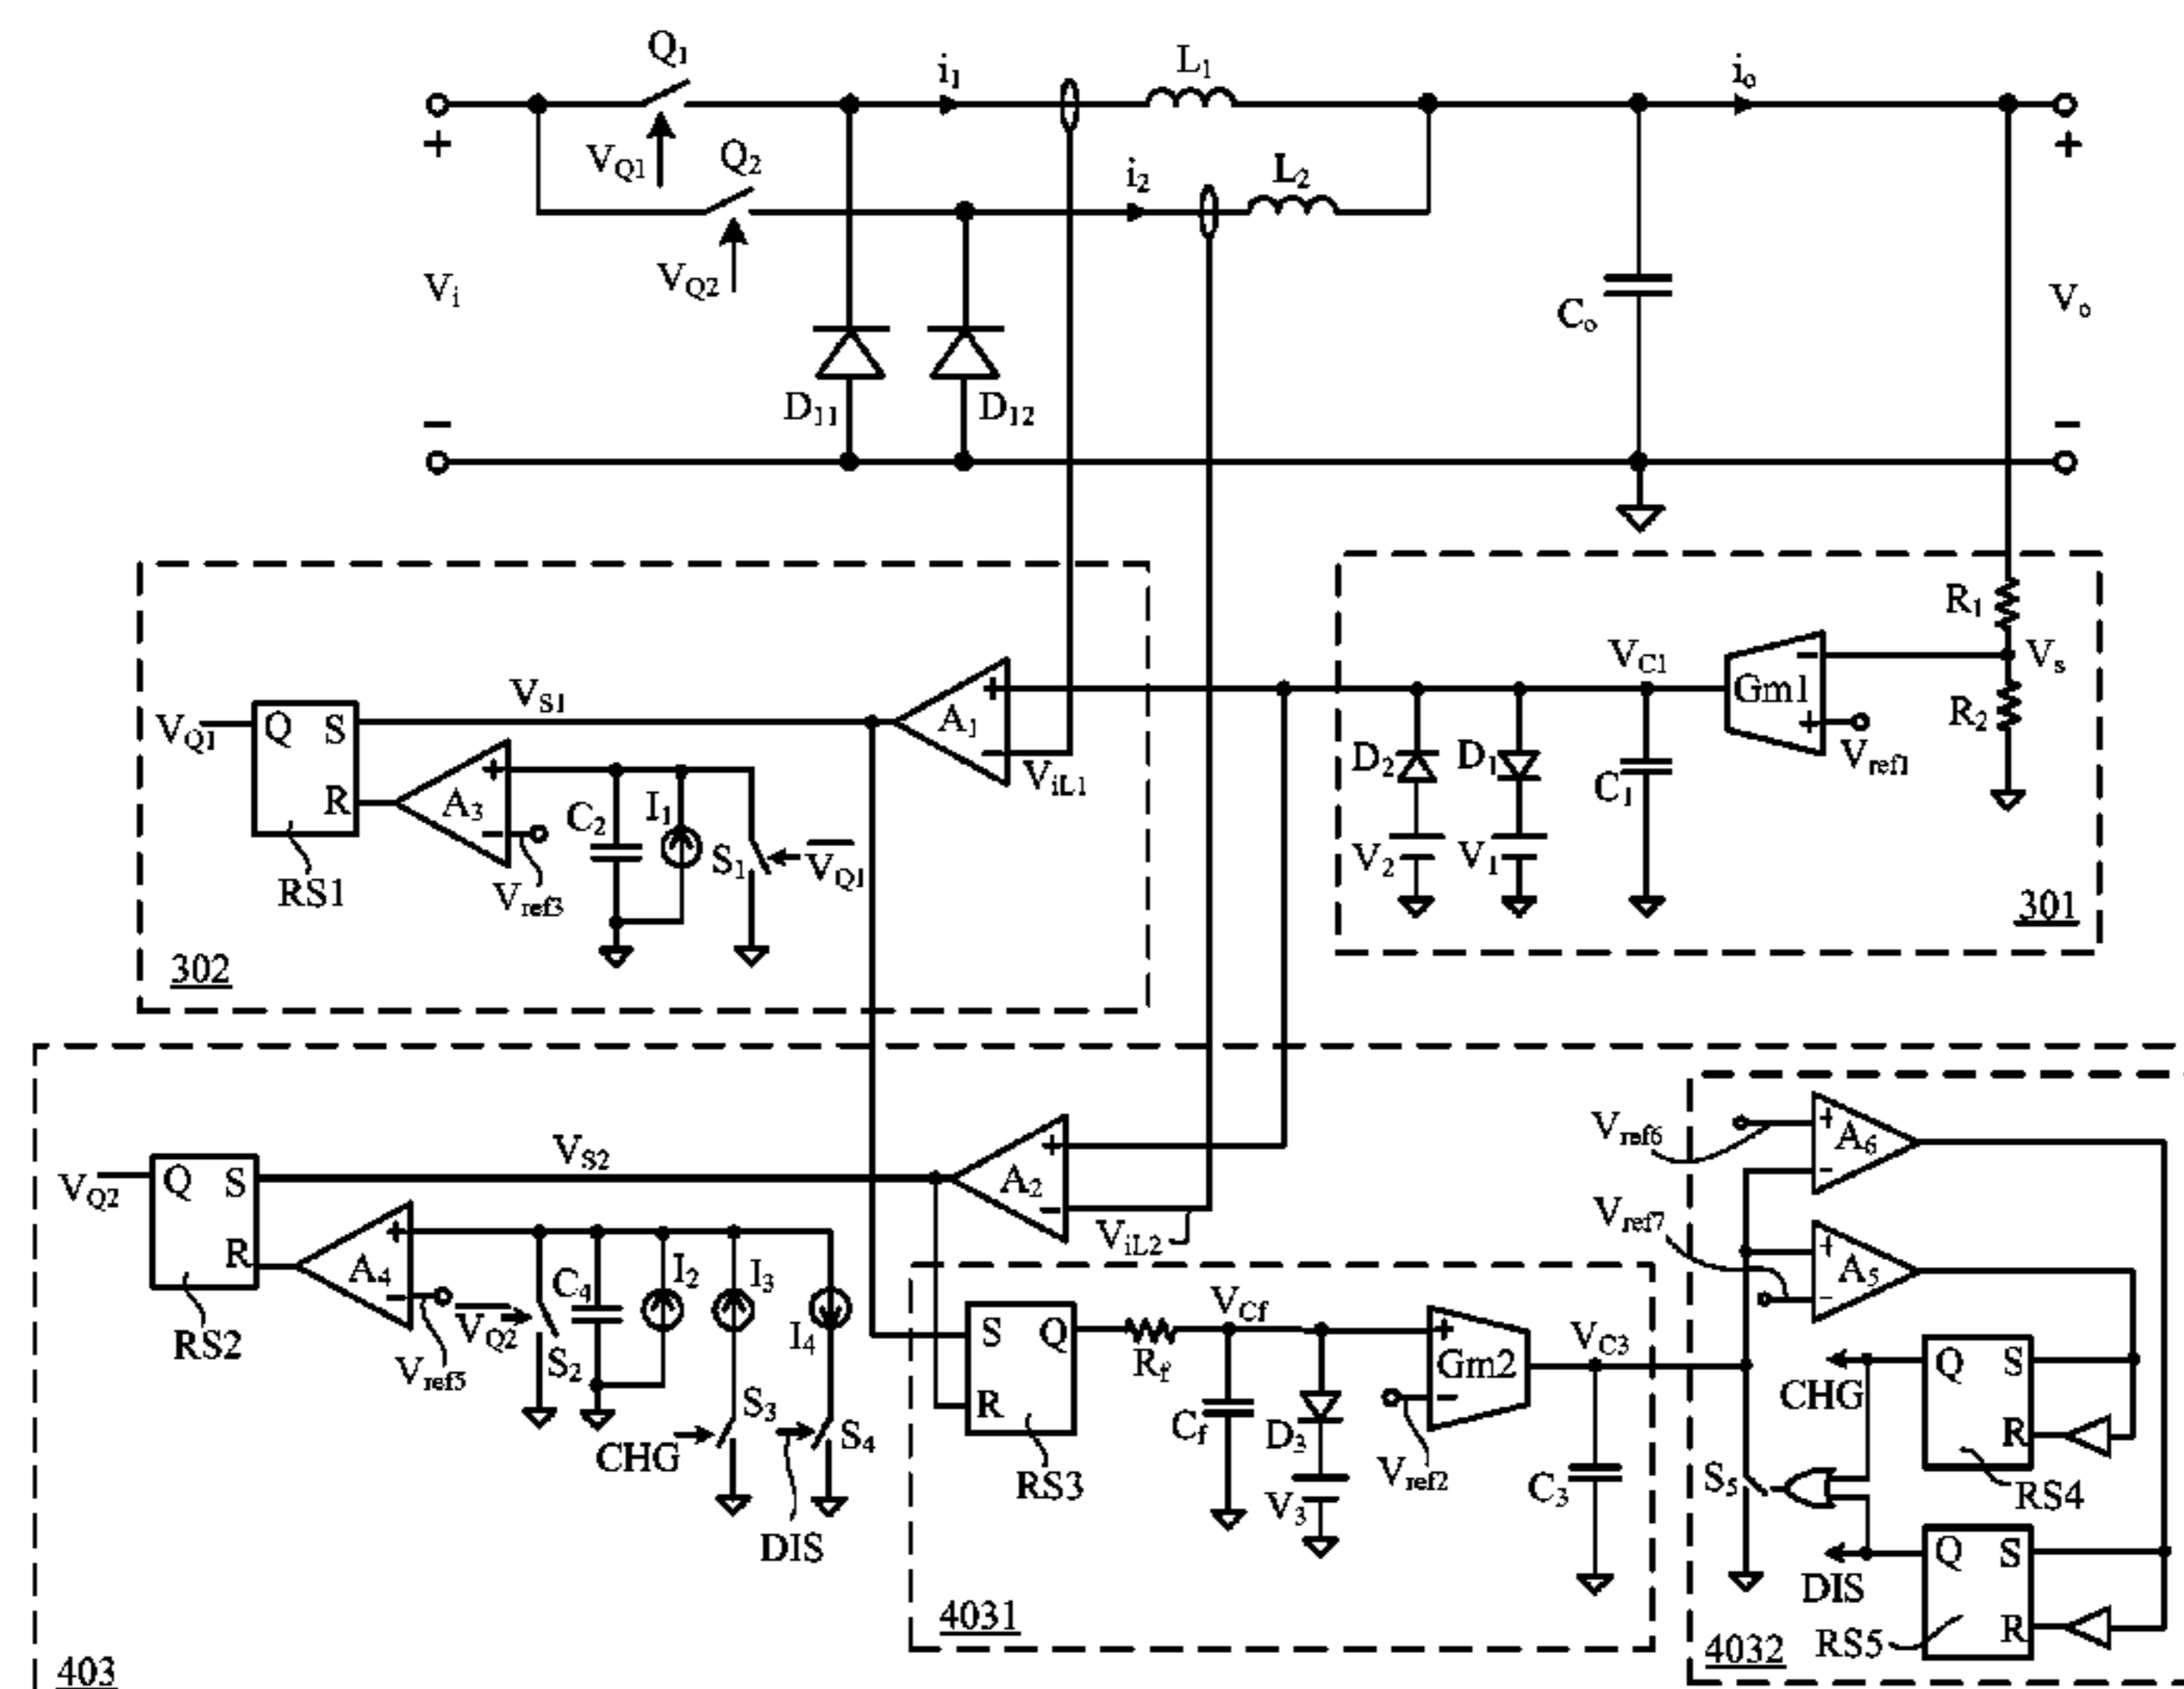 Q1
i1
L1
io
+
VQ1
Q2
i2
L2
+
VQ2
Vi
Co
Vo
D11
D12
−
−
R1
VC1
Vs
VS1
Gm1
−
+
R2
VQ1
Q S
A1
+
−
D2
D1
C1
Vref1
R
A3
+
−
C2
I1
S1
VQ1
ViL1
V2
V1
RS1
Vref3
301
302
Vref6
+
A6
−
VS2
A2
+
−
VQ2
Q S
Vref7
+
A5
−
R
A4
+
−
C4
I2
I3
I4
ViL2
VQ2
S2
RS2
Vref5
S Q
Rf
VCf
+
Gm2
−
VC3
CHG
Q S
R
R
S3
S4
CHG
Cf
D3
Vref2
C3
S5
RS4
RS3
V3
DIS
DIS
Q S
R
RS5
4031
4032
403